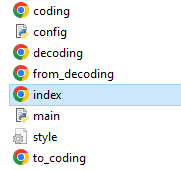 coding
config
decoding
from_decoding
index
main
style
to_coding